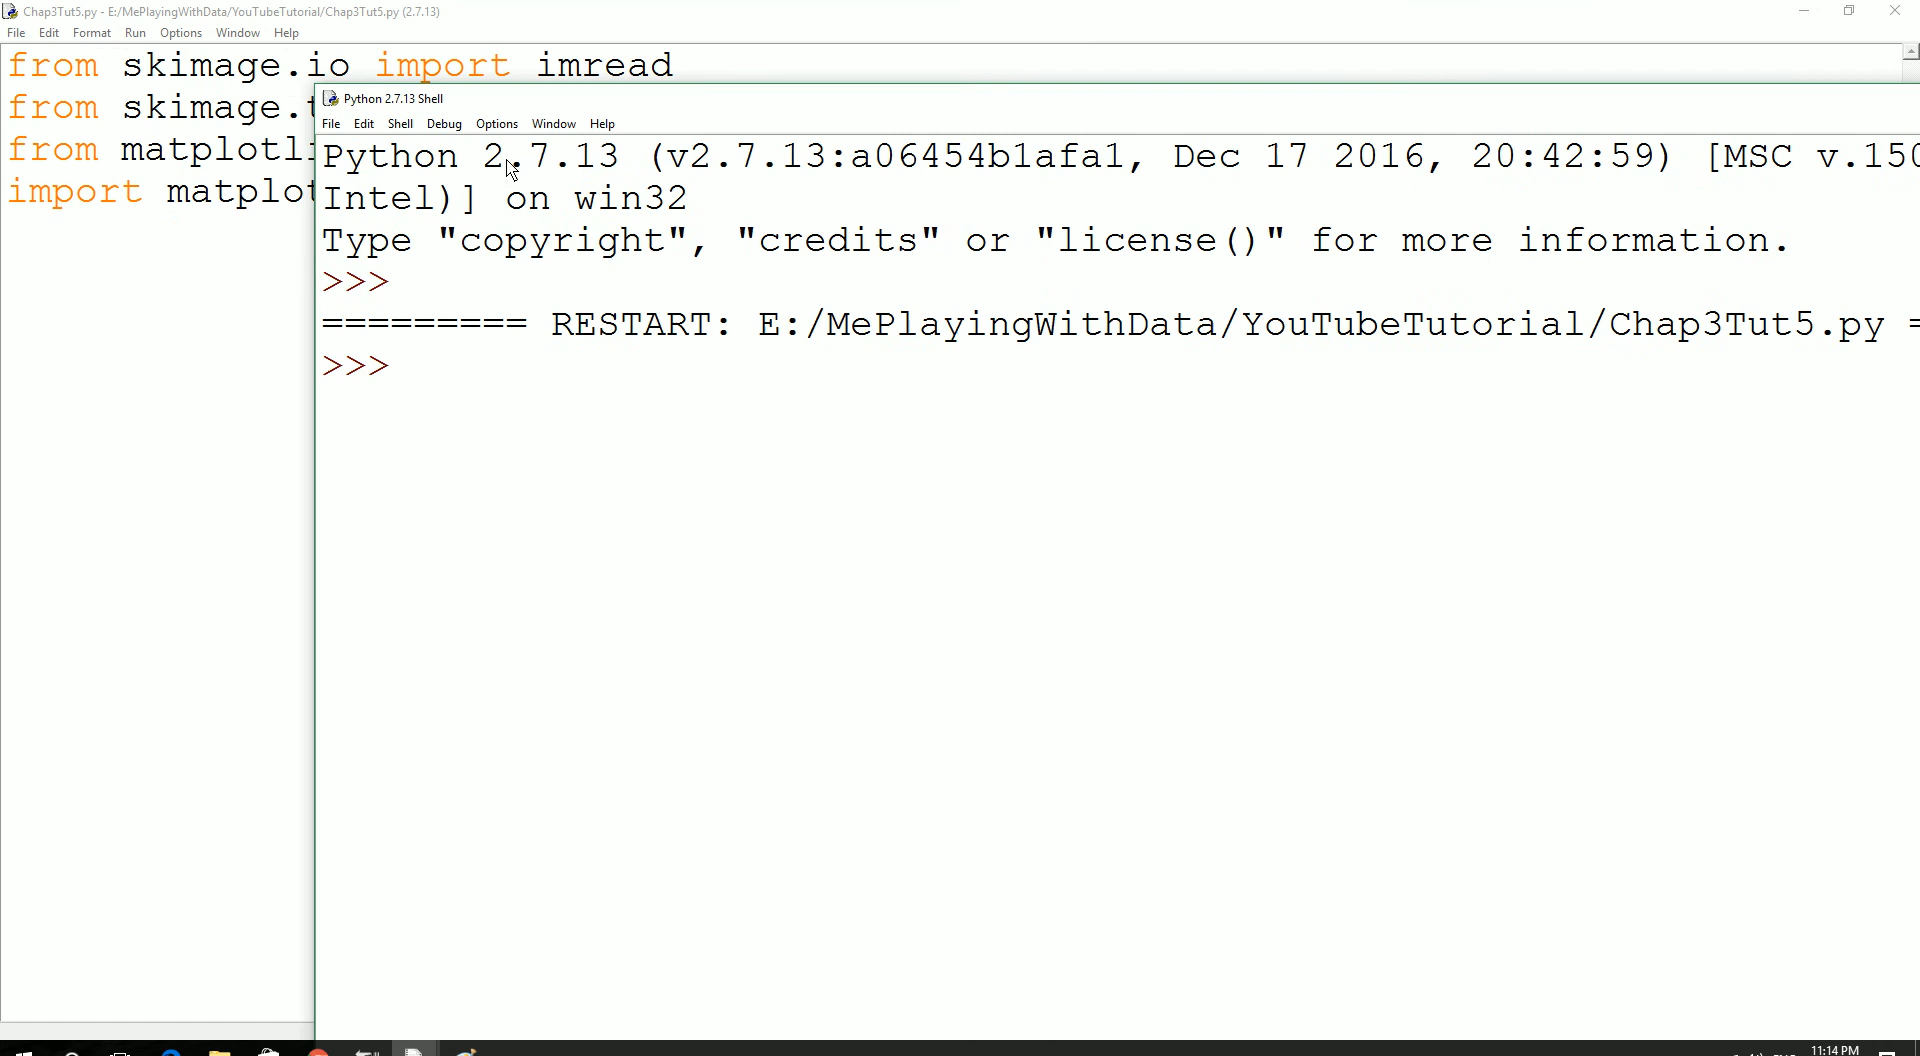 Chap3Tut5.py - E:/MePlayingWithData/YouTubeTutorial/Chap3Tut5.py (2.7.13)
File Edit Format Run Options Window Help
from skimage.io import imread
from skimage.t
from matplotli
import matplot
Python 2.7.13 Shell
File Edit Shell Debug Options Window Help
Python 2.7.13 (v2.7.13:a06454b1afa1, Dec 17 2016, 20:42:59) [MSC v.150
Intel)] on win32
Type "copyright", "credits" or "license()" for more information.
>>>
========= RESTART: E:/MePlayingWithData/YouTubeTutorial/Chap3Tut5.py =
>>>
11:14 PM